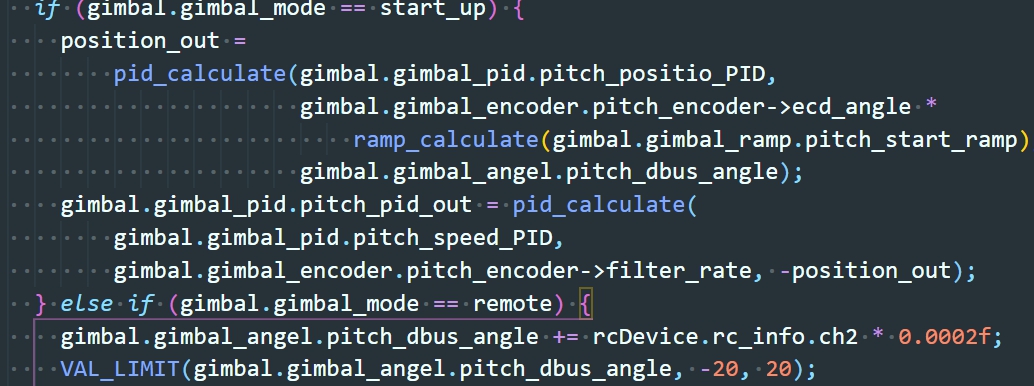 if (gimbal.gimbal_mode == start_up) {
position_out =
pid_calculate(gimbal.gimbal_pid.pitch_positio_PID,
gimbal.gimbal_encoder.pitch_encoder->ecd_angle *
ramp_calculate(gimbal.gimbal_ramp.pitch_start_ramp)
gimbal.gimbal_angel.pitch_dbus_angle);
gimbal.gimbal_pid.pitch_pid_out = pid_calculate(
gimbal.gimbal_pid.pitch_speed_PID,
gimbal.gimbal_encoder.pitch_encoder->filter_rate, -position_out);
} else if (gimbal.gimbal_mode == remote) {
gimbal.gimbal_angel.pitch_dbus_angle += rcDevice.rc_info.ch2 * 0.0002f;
VAL_LIMIT(gimbal.gimbal_angel.pitch_dbus_angle, -20, 20);